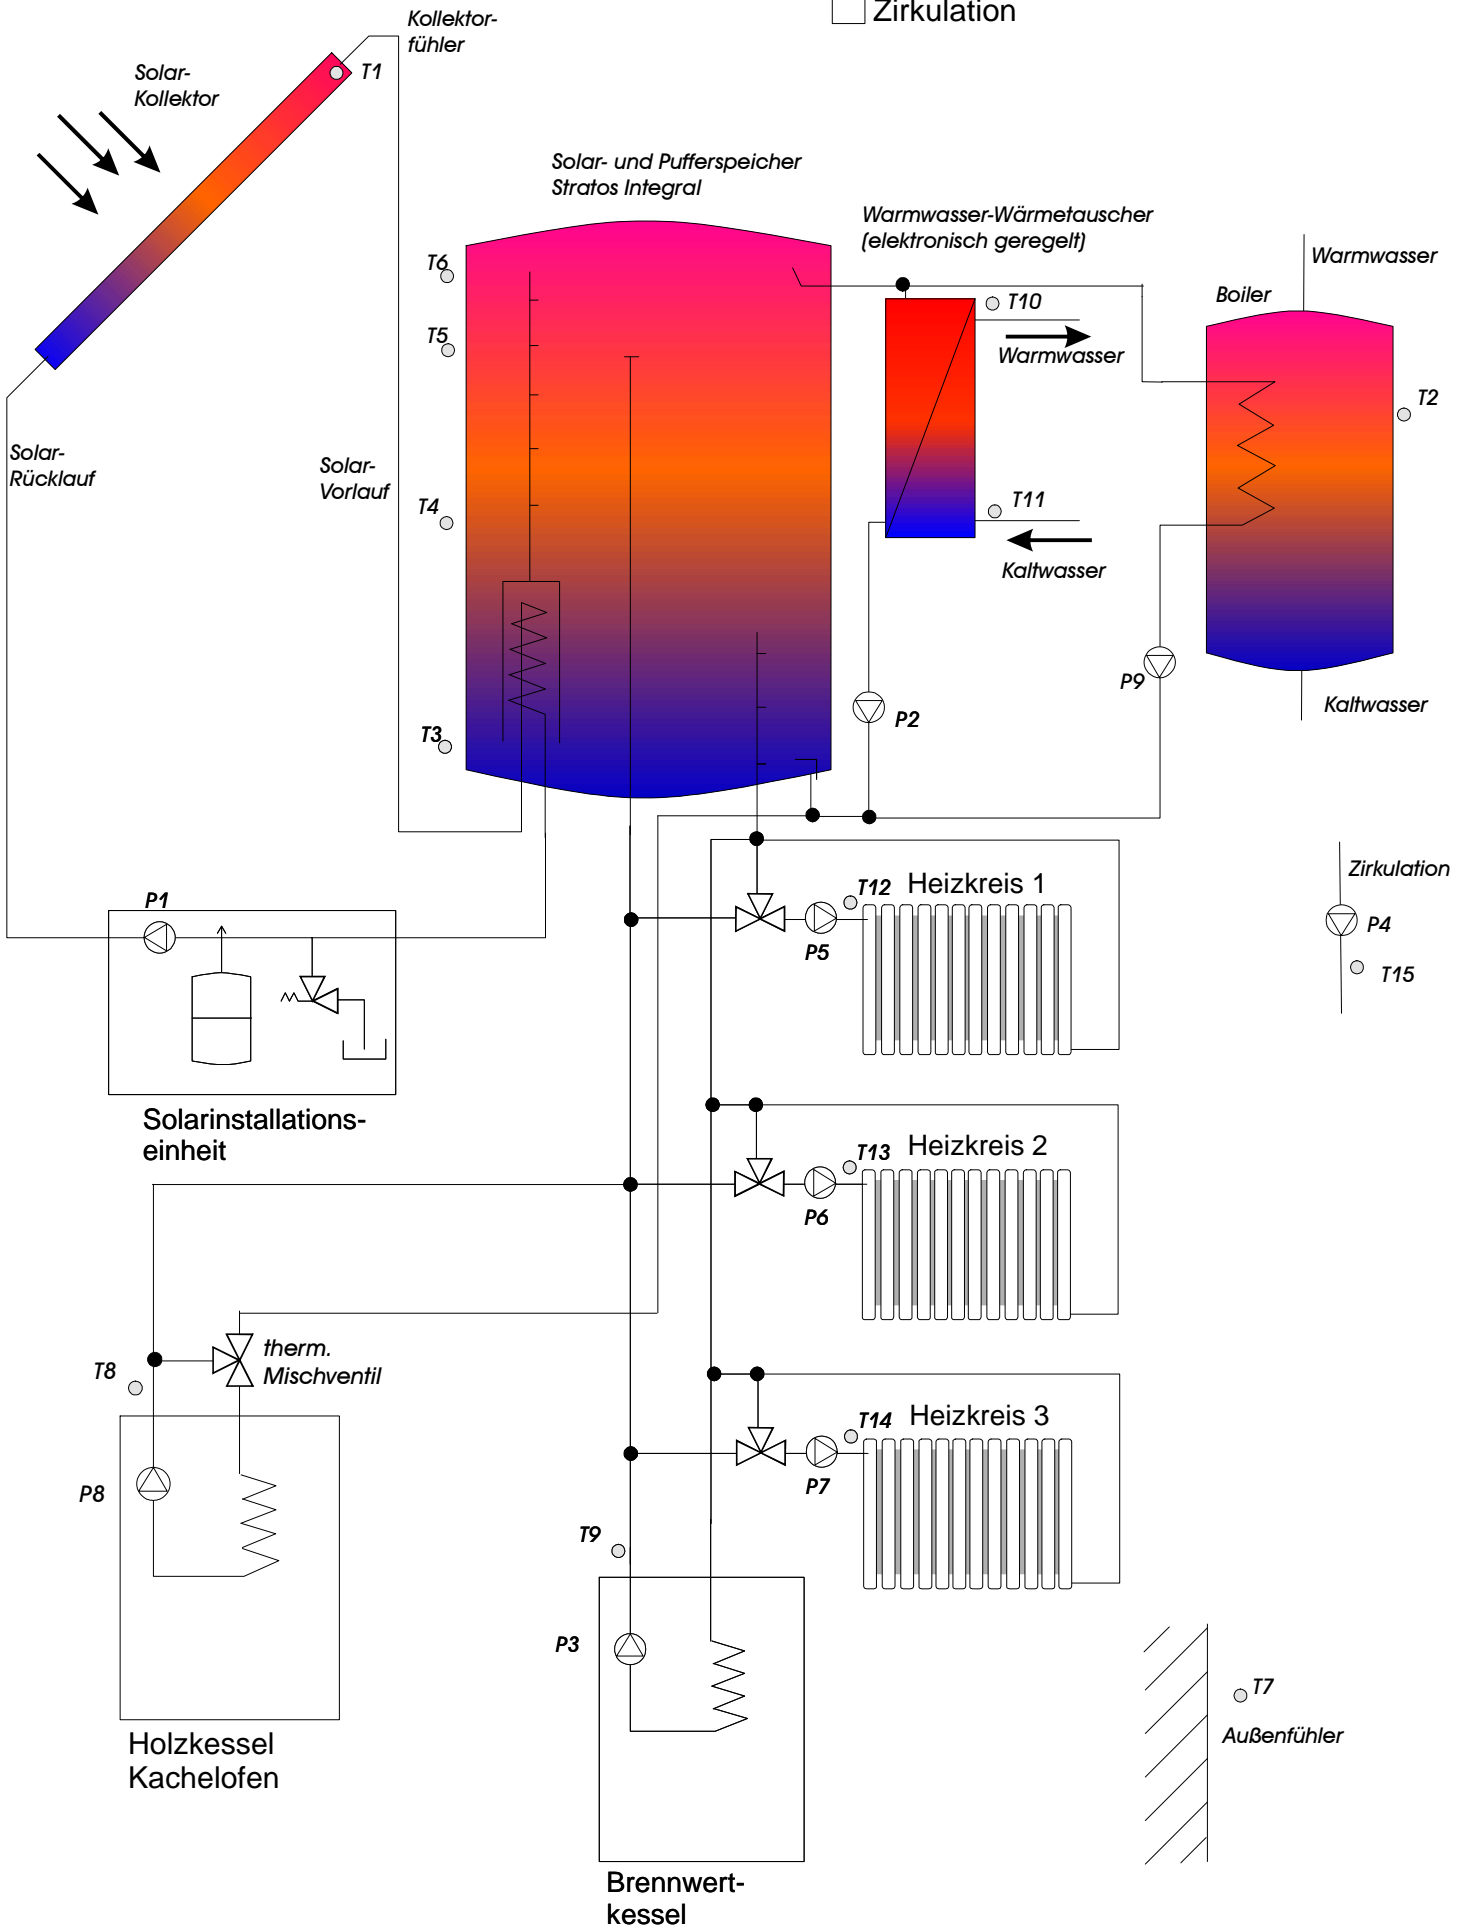 Zirkulation
Kollektor-
fühler
T1
Solar-
Kollektor
Solar- und Pufferspeicher
Stratos Integral
Warmwasser-Wärmetauscher
(elektronisch geregelt)
Warmwasser
T6
T10
Boiler
T5
Warmwasser
T2
Solar-
Rücklauf
Solar-
Vorlauf
T4
T11
Kaltwasser
P9
P2
Kaltwasser
T3
P1
T12
Heizkreis 1
Zirkulation
P4
P5
T15
Solarinstallations-
einheit
T13
Heizkreis 2
P6
therm.
Mischventil
T8
T14
Heizkreis 3
P7
P8
T9
P3
T7
Außenfühler
Holzkessel
Kachelofen
Brennwert-
kessel